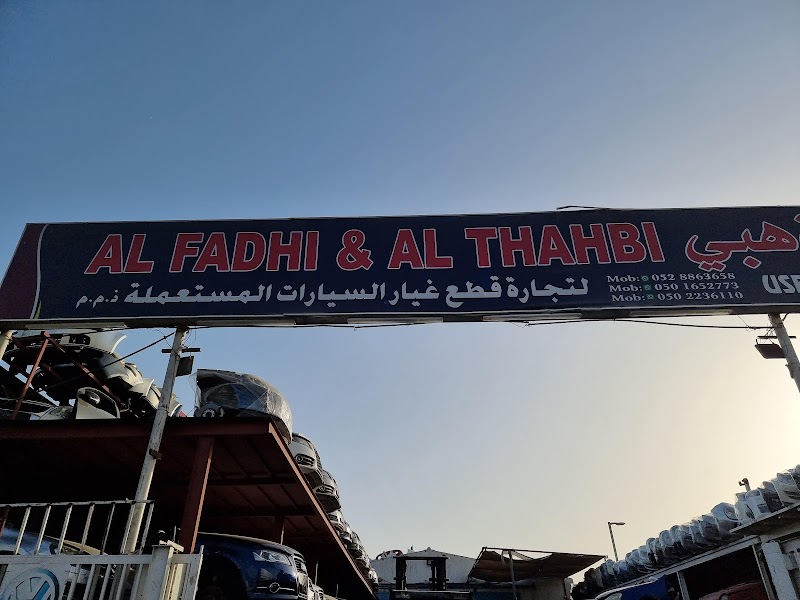 AL FADHI & AL THAHBI
لتجارة قطع غيار السيارات المستعملة ذ.م.م
Mob: 052 8863658
Mob: 050 1652773
Mob: 050 2236110